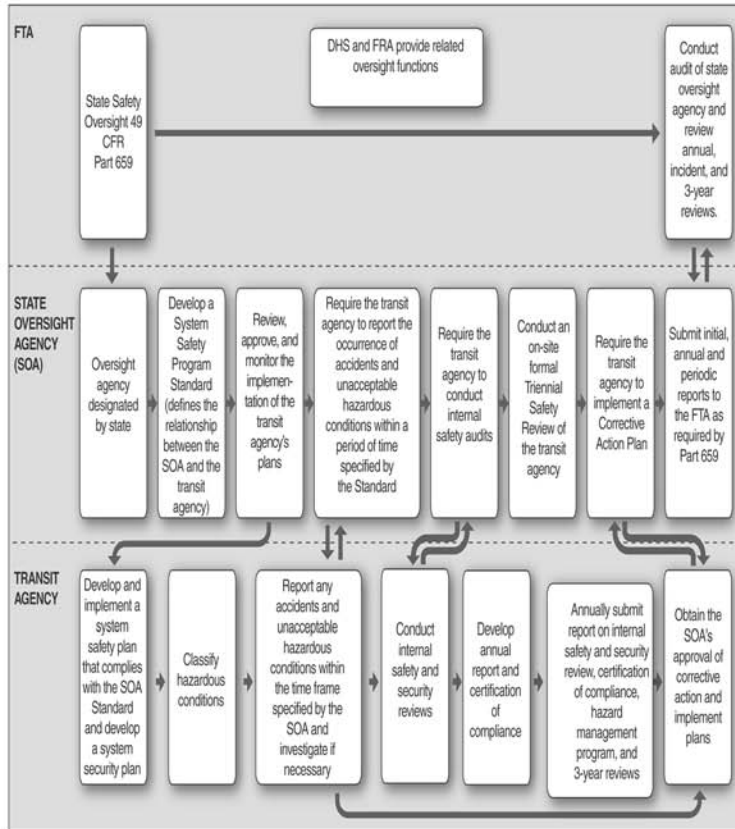 FTA
State Safety
Oversight 49
CFR
Part 659
DHS and FRA provide related
oversight functions
Conduct
audit of state
oversight
agency and
review
annual,
incident, and
3-year
reviews.
STATE
OVERSIGHT
AGENCY
(SOA)
Oversight
agency
designated
by state
Develop a
System
Safety
Program
Standard
(defines the
relationship
between the
SOA and the
transit
agency)
Review,
approve, and
monitor the
implemen-
tation of the
transit
agency's
plans
Require the transit
agency to report the
occurrence of
accidents and
unacceptable
hazardous
conditions within a
period of time
specified by
the Standard
Require the
transit
agency to
conduct
internal
safety audits
Conduct an
on-site
formal
Triennial
Safety
Review of
the transit
agency
Require the
transit
agency to
implement a
Corrective
Action Plan
Submit initial,
annual and
periodic
reports to
the FTA as
required by
Part 659
TRANSIT
AGENCY
Develop and
implement a
system
safety plan
that complies
with the SOA
Standard
and develop
a system
security plan
Classify
hazardous
conditions
Report any
accidents and
unacceptable
hazardous
conditions within
the time frame
specified by the
SOA and
investigate if
necessary
Conduct
internal
safety and
security
reviews
Develop
annual
report and
certification
of
compliance
Annually submit
report on internal
safety and security
review, certification
of compliance,
hazard
management
program, and
3-year reviews
Obtain the
SOA's
approval of
corrective
action and
implement
plans